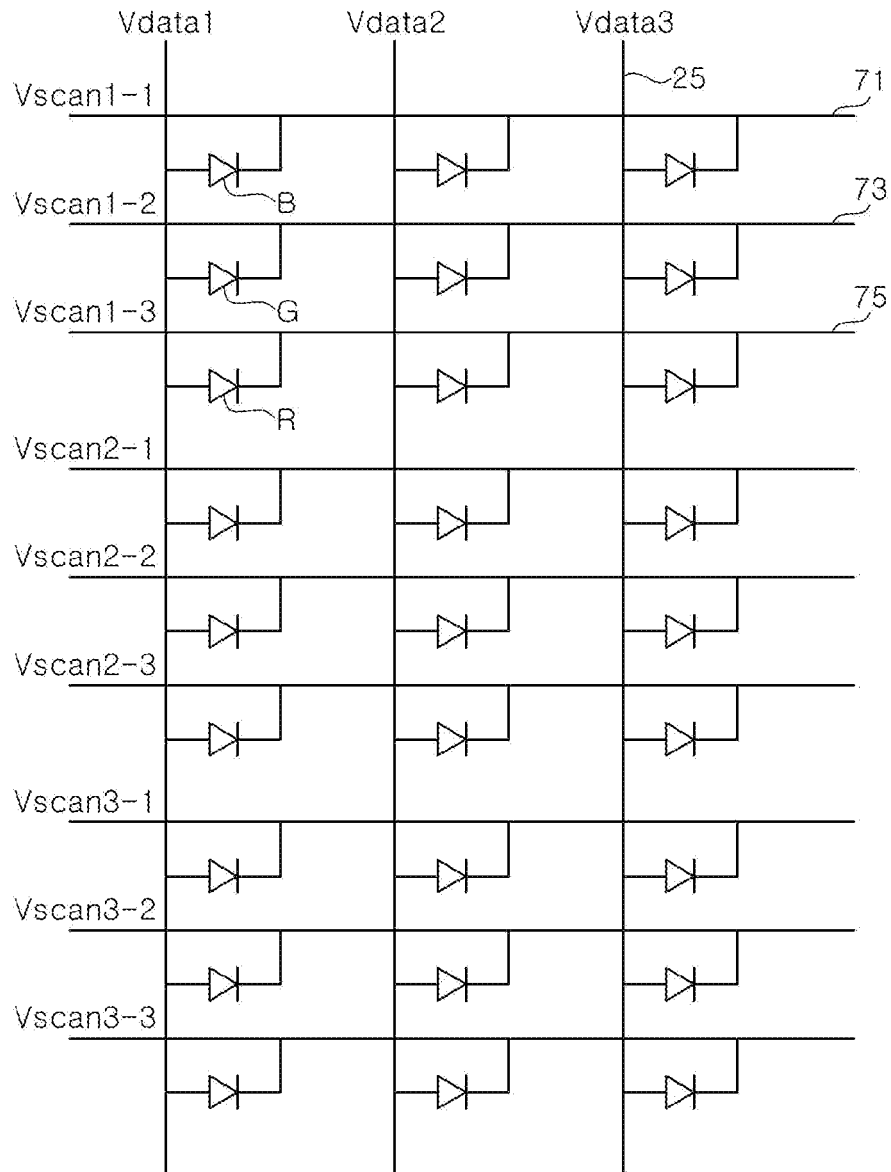 Vdata1 Vdata2 Vdata3
25
Vscan1-1 71
B
Vscan1-2 73
G
Vscan1-3 75
R
Vscan2-1
Vscan2-2
Vscan2-3
Vscan3-1
Vscan3-2
Vscan3-3